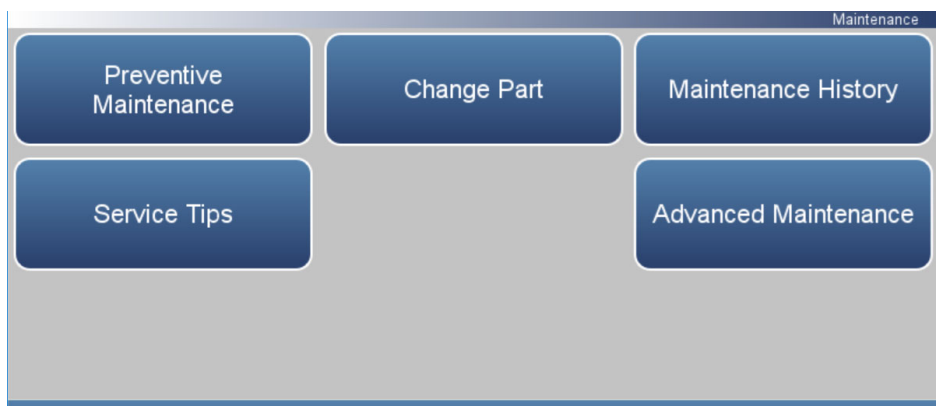 Maintenance
Preventive
Maintenance
Change Part
Maintenance History
Service Tips
Advanced Maintenance